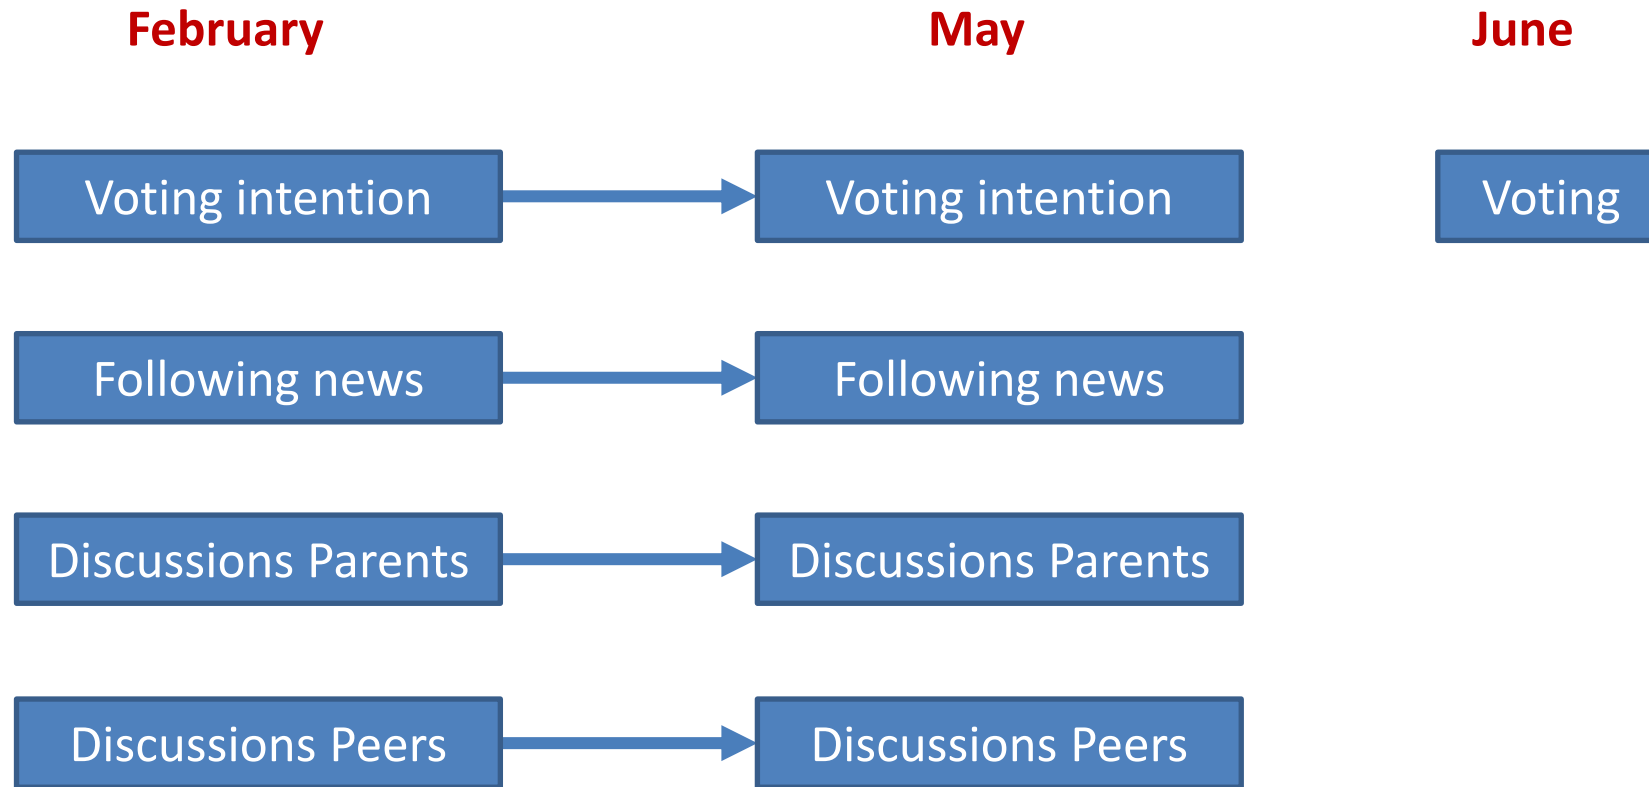 February
May
June
Voting intention
Voting intention
Voting
Following news
Following news
Discussions Parents
Discussions Parents
Discussions Peers
Discussions Peers